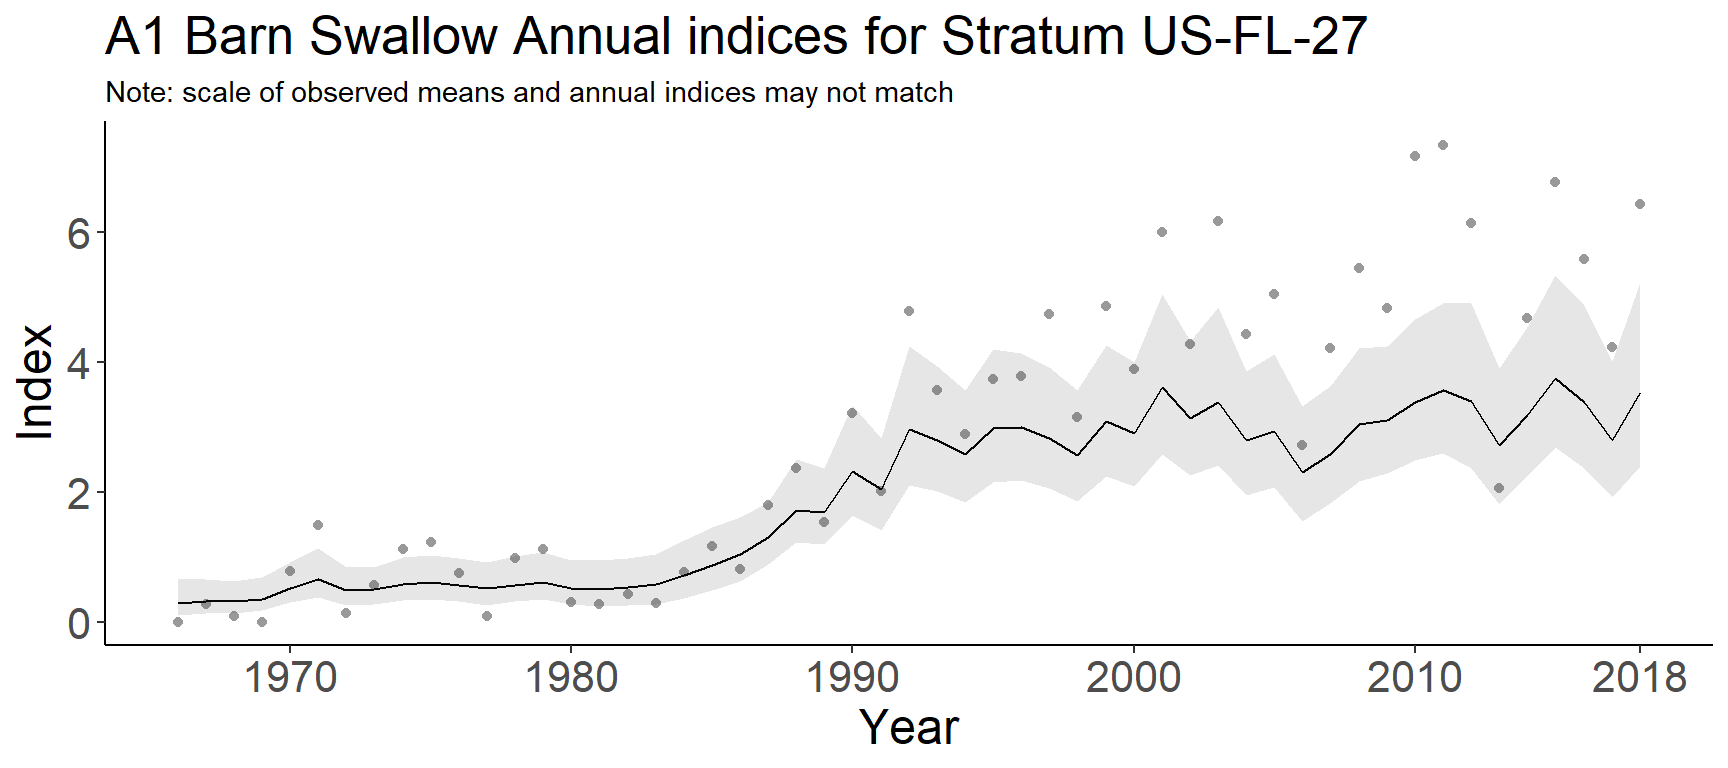 A1 Barn Swallow Annual indices for Stratum US-FL-27
Note: scale of observed means and annual indices may not match
Index
6
4
2
0
1970 1980 1990 2000 2010 2018
Year